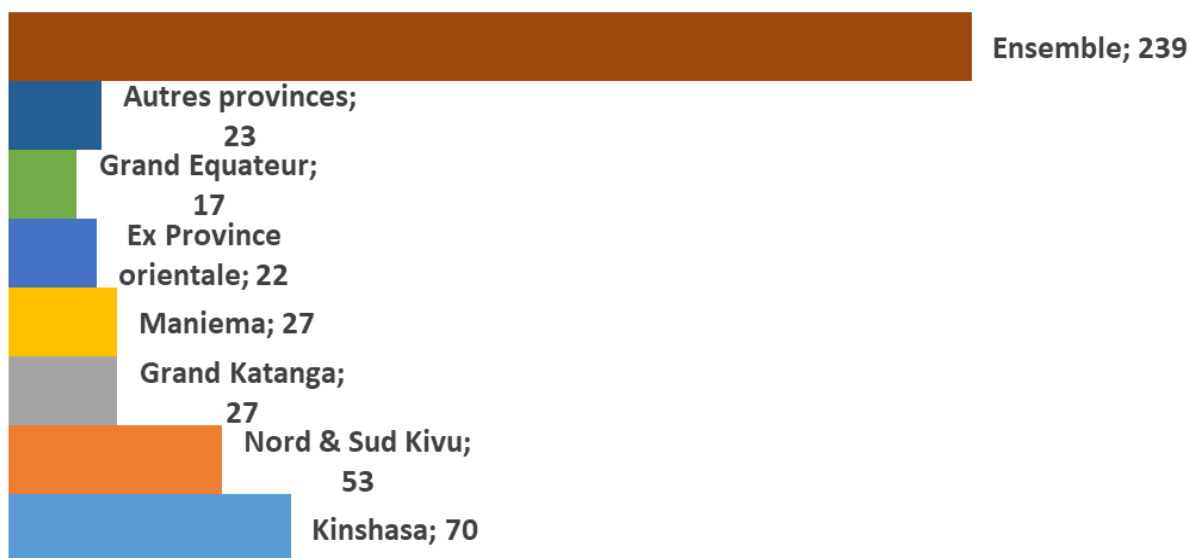 Ensemble; 239
Autres provinces;
23
Grand Equateur;
17
Ex Province
orientale; 22
Maniema; 27
Grand Katanga;
27
Nord & Sud Kivu;
53
Kinshasa; 70